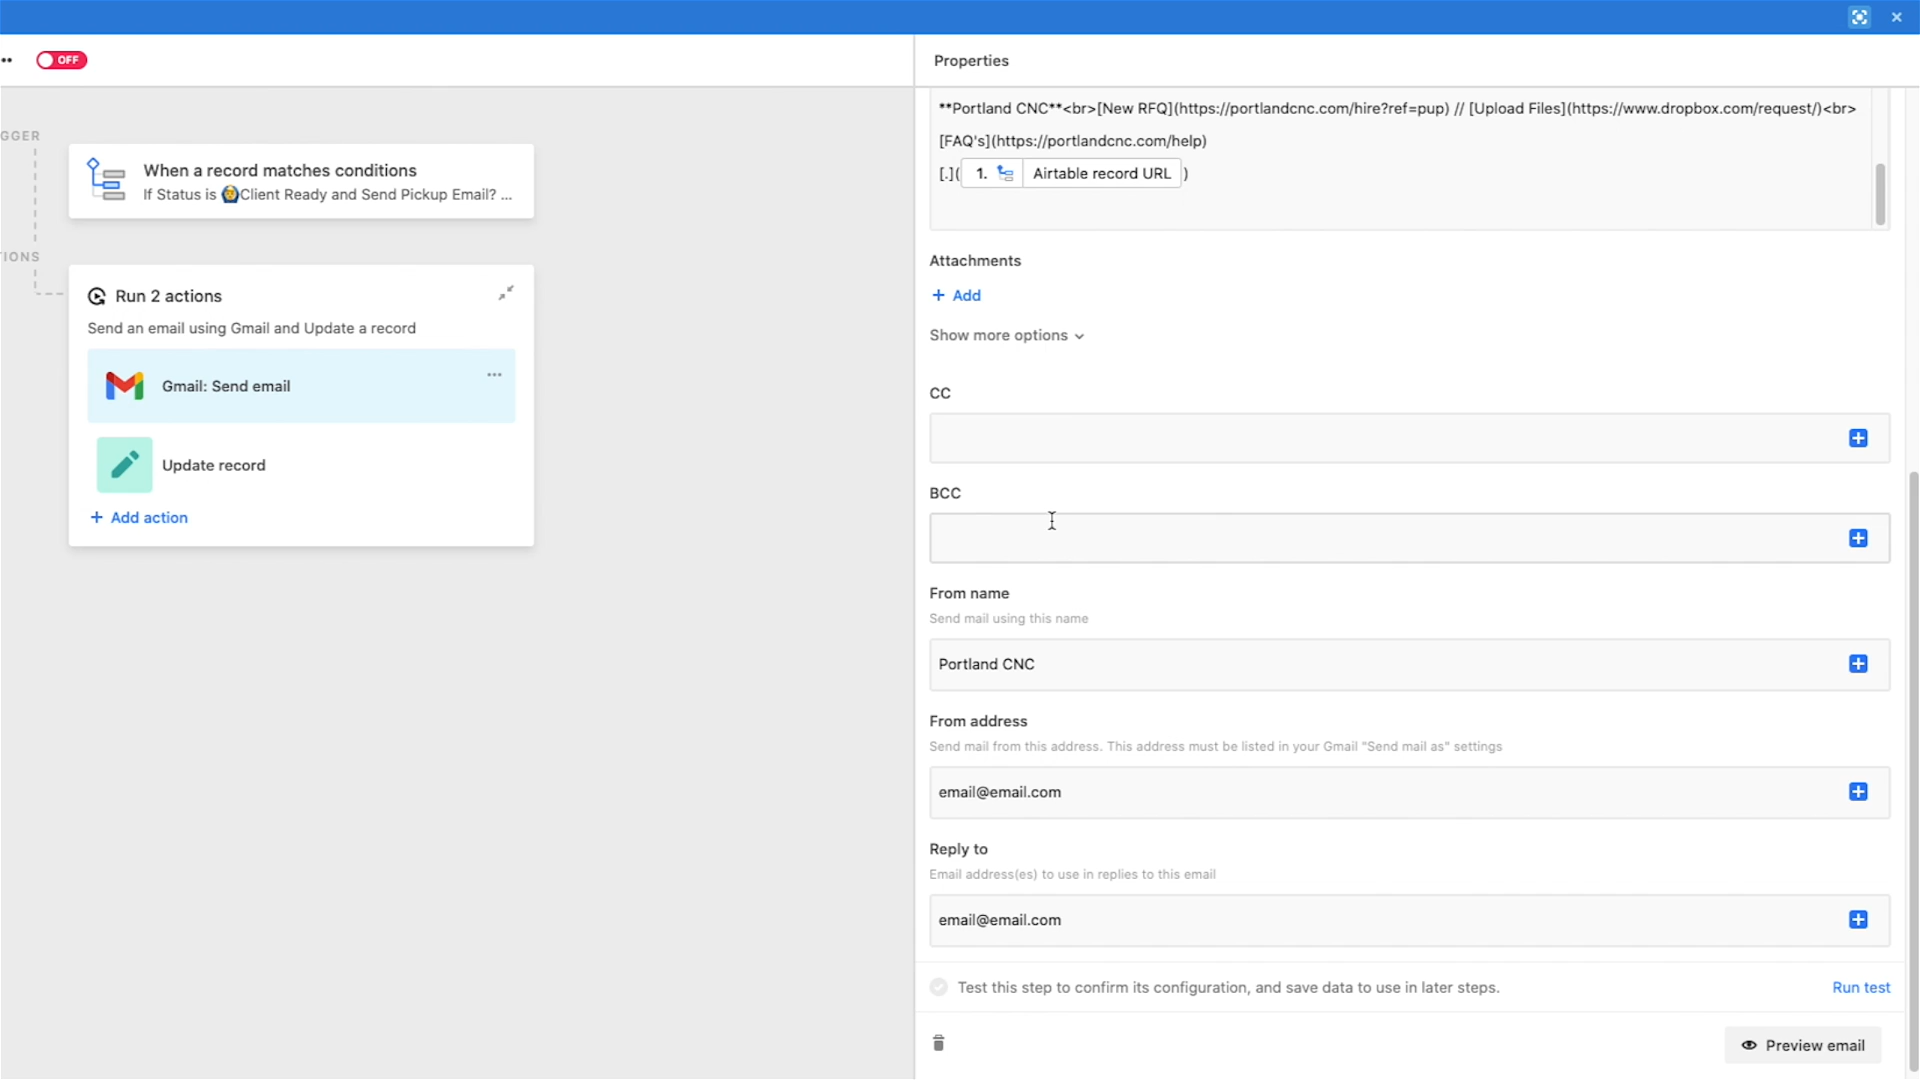 OFF
Properties
GGER
When a record matches conditions
If Status is 👷Client Ready and Send Pickup Email? ...
TIONS
Run 2 actions
Send an email using Gmail and Update a record
Gmail: Send email
Update record
+ Add action
**Portland CNC**<br>[New RFQ](https://portlandcnc.com/hire?ref=pup) // [Upload Files](https://www.dropbox.com/request/)<br>
[FAQ's](https://portlandcnc.com/help)
[.]( 1. Airtable record URL )
Attachments
+ Add
Show more options
CC
BCC
From name
Send mail using this name
Portland CNC
From address
Send mail from this address. This address must be listed in your Gmail "Send mail as" settings
email@email.com
Reply to
Email address(es) to use in replies to this email
email@email.com
Test this step to confirm its configuration, and save data to use in later steps.
Run test
Preview email